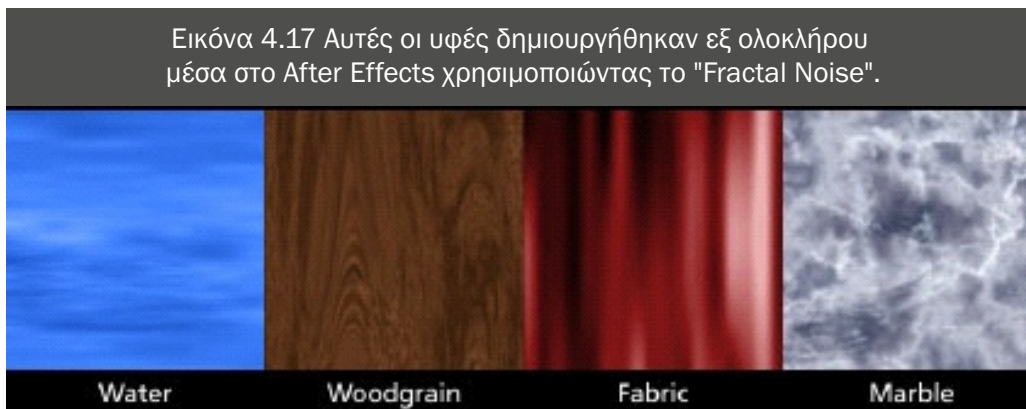 Εικόνα 4.17 Αυτές οι υφές δημιουργήθηκαν εξ ολοκλήρου
μέσα στο After Effects χρησιμοποιώντας το "Fractal Noise".
Water
Woodgrain
Fabric
Marble